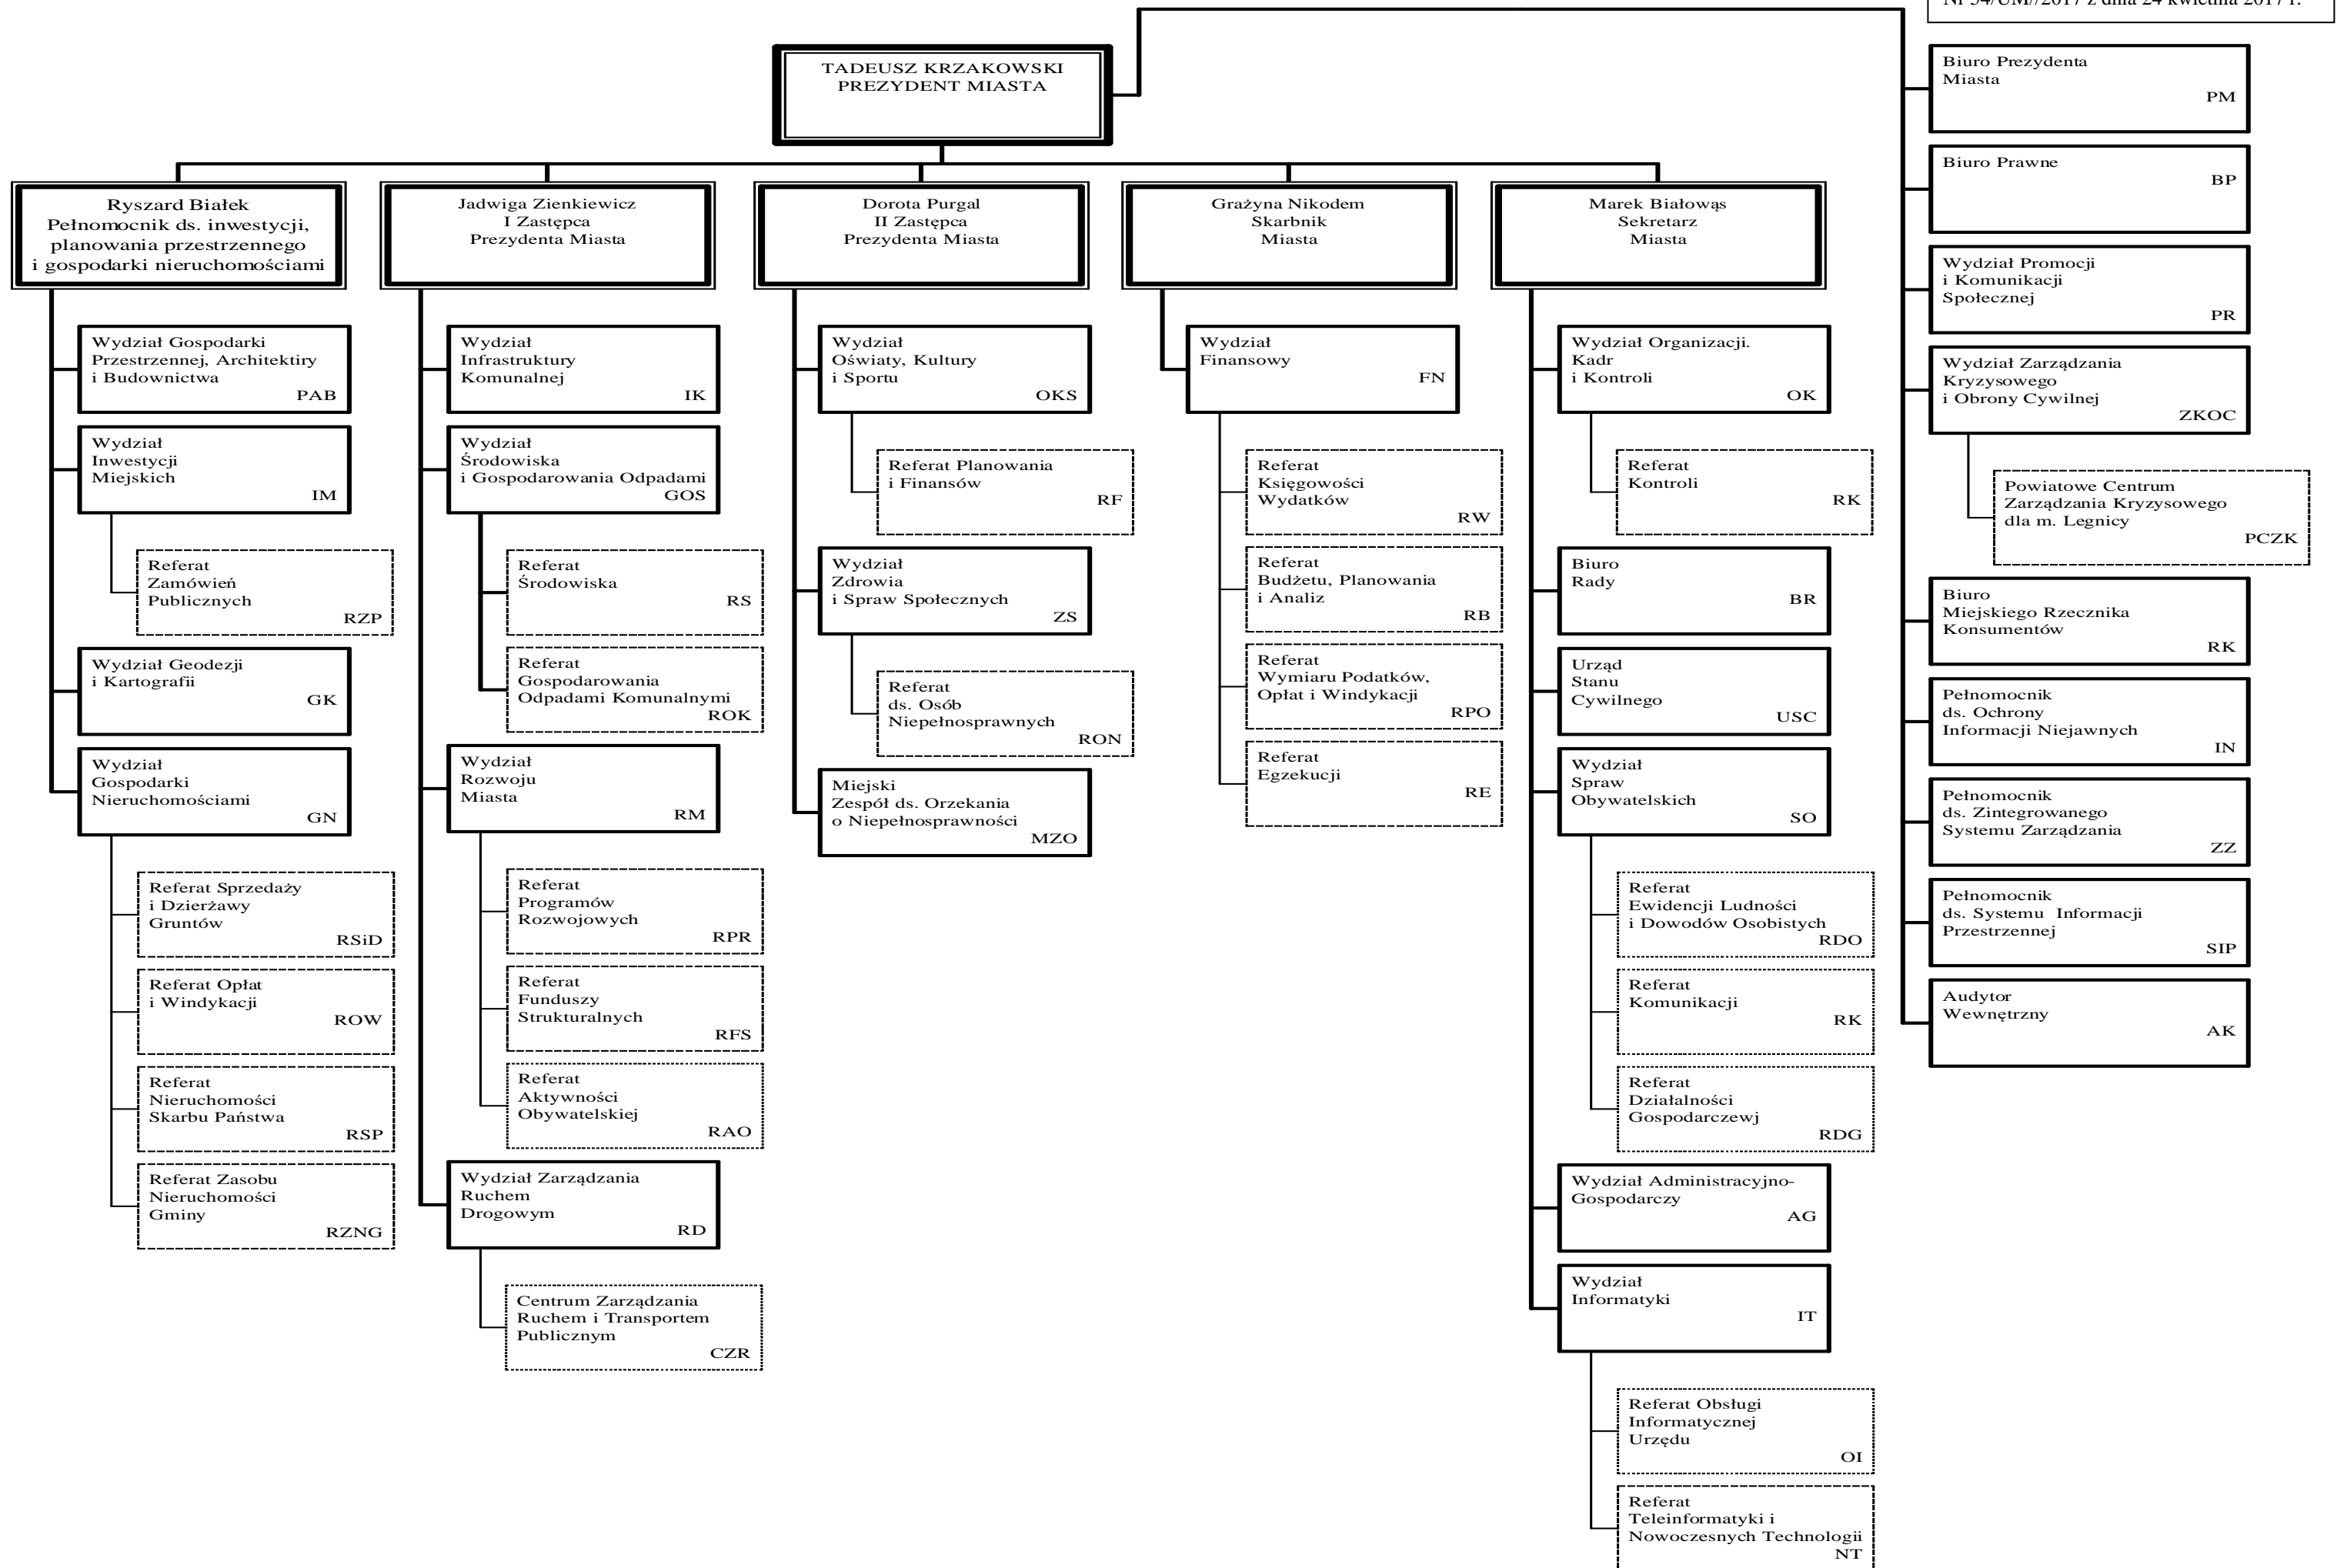 Nr 54/UM//2017 z dnia 24 kwietnia 2017 r.
TADEUSZ KRZAKOWSKI
PREZYDENT MIASTA
Ryszard Białek
Pełnomocnik ds. inwestycji,
planowania przestrzennego
i gospodarki nieruchomościami
Wydział Gospodarki
Przestrzennej, Architektiry
i Budownictwa
PAB
Wydział
Inwestycji
Miejskich
IM
Referat
Zamówień
Publicznych
RZP
Wydział Geodezji
i Kartografii
GK
Wydział
Gospodarki
Nieruchomościami
GN
Referat Sprzedaży
i Dzierżawy
Gruntów
RSiD
Referat Opłat
i Windykacji
ROW
Referat
Nieruchomości
Skarbu Państwa
RSP
Referat Zasobu
Nieruchomości
Gminy
RZNG
Jadwiga Zienkiewicz
I Zastępca
Prezydenta Miasta
Wydział
Infrastruktury
Komunalnej
IK
Wydział
Środowiska
i Gospodarowania Odpadami
GOS
Referat
Środowiska
RS
Referat
Gospodarowania
Odpadami Komunalnymi
ROK
Wydział
Rozwoju
Miasta
RM
Referat
Programów
Rozwojowych
RPR
Referat
Funduszy
Strukturalnych
RFS
Referat
Aktywności
Obywatelskiej
RAO
Wydział Zarządzania
Ruchem
Drogowym
RD
Centrum Zarządzania
Ruchem i Transportem
Publicznym
CZR
Dorota Purgal
II Zastępca
Prezydenta Miasta
Wydział
Oświaty, Kultury
i Sportu
OKS
Referat Planowania
i Finansów
RF
Wydział
Zdrowia
i Spraw Społecznych
ZS
Referat
ds. Osób
Niepełnosprawnych
RON
Miejski
Zespół ds. Orzekania
o Niepełnosprawności
MZO
Grażyna Nikodem
Skarbnik
Miasta
Wydział
Finansowy
FN
Referat
Księgowości
Wydatków
RW
Referat
Budżetu, Planowania
i Analiz
RB
Referat
Wymiaru Podatków,
Opłat i Windykacji
RPO
Referat
Egzekucji
RE
Marek Białowąs
Sekretarz
Miasta
Wydział Organizacji.
Kadr
i Kontroli
OK
Referat
Kontroli
RK
Biuro
Rady
BR
Urząd
Stanu
Cywilnego
USC
Wydział
Spraw
Obywatelskich
SO
Referat
Ewidencji Ludności
i Dowodów Osobistych
RDO
Referat
Komunikacji
RK
Referat
Działalności
Gospodarczewj
RDG
Wydział Administracyjno-
Gospodarczy
AG
Wydział
Informatyki
IT
Referat Obsługi
Informatycznej
Urzędu
OI
Referat
Teleinformatyki i
Nowoczesnych Technologii
NT
Biuro Prezydenta
Miasta
PM
Biuro Prawne
BP
Wydział Promocji
i Komunikacji
Społecznej
PR
Wydział Zarządzania
Kryzysowego
i Obrony Cywilnej
ZKOC
Powiatowe Centrum
Zarządzania Kryzysowego
dla m. Legnicy
PCZK
Biuro
Miejskiego Rzecznika
Konsumentów
RK
Pełnomocnik
ds. Ochrony
Informacji Niejawnych
IN
Pełnomocnik
ds. Zintegrowanego
Systemu Zarządzania
ZZ
Pełnomocnik
ds. Systemu Informacji
Przestrzennej
SIP
Audytor
Wewnętrzny
AK